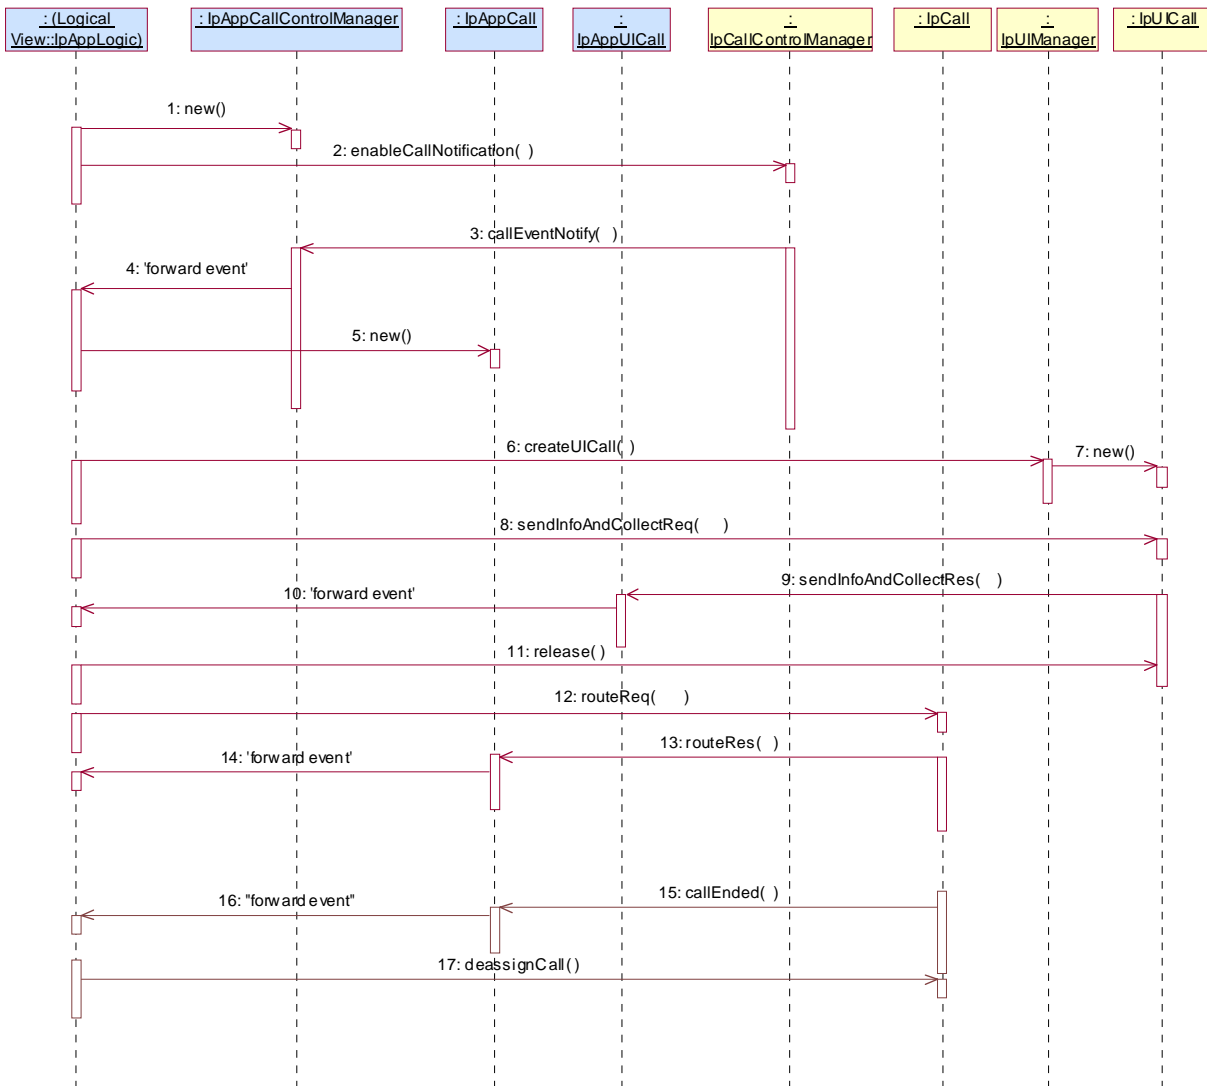 : (Logical
View::IpAppLogic)
: IpAppCallControlManager
: IpAppCall
:
IpAppUICall
:
IpCallControlManager
: IpCall
:
IpUIManager
: IpUICall
1: new()
2: enableCallNotification( )
3: callEventNotify( )
4: 'forward event'
5: new()
6: createUICall( )
7: new()
8: sendInfoAndCollectReq( )
9: sendInfoAndCollectRes( )
10: 'forward event'
11: release( )
12: routeReq( )
13: routeRes( )
14: 'forward event'
15: callEnded( )
16: "forward event"
17: deassignCall( )